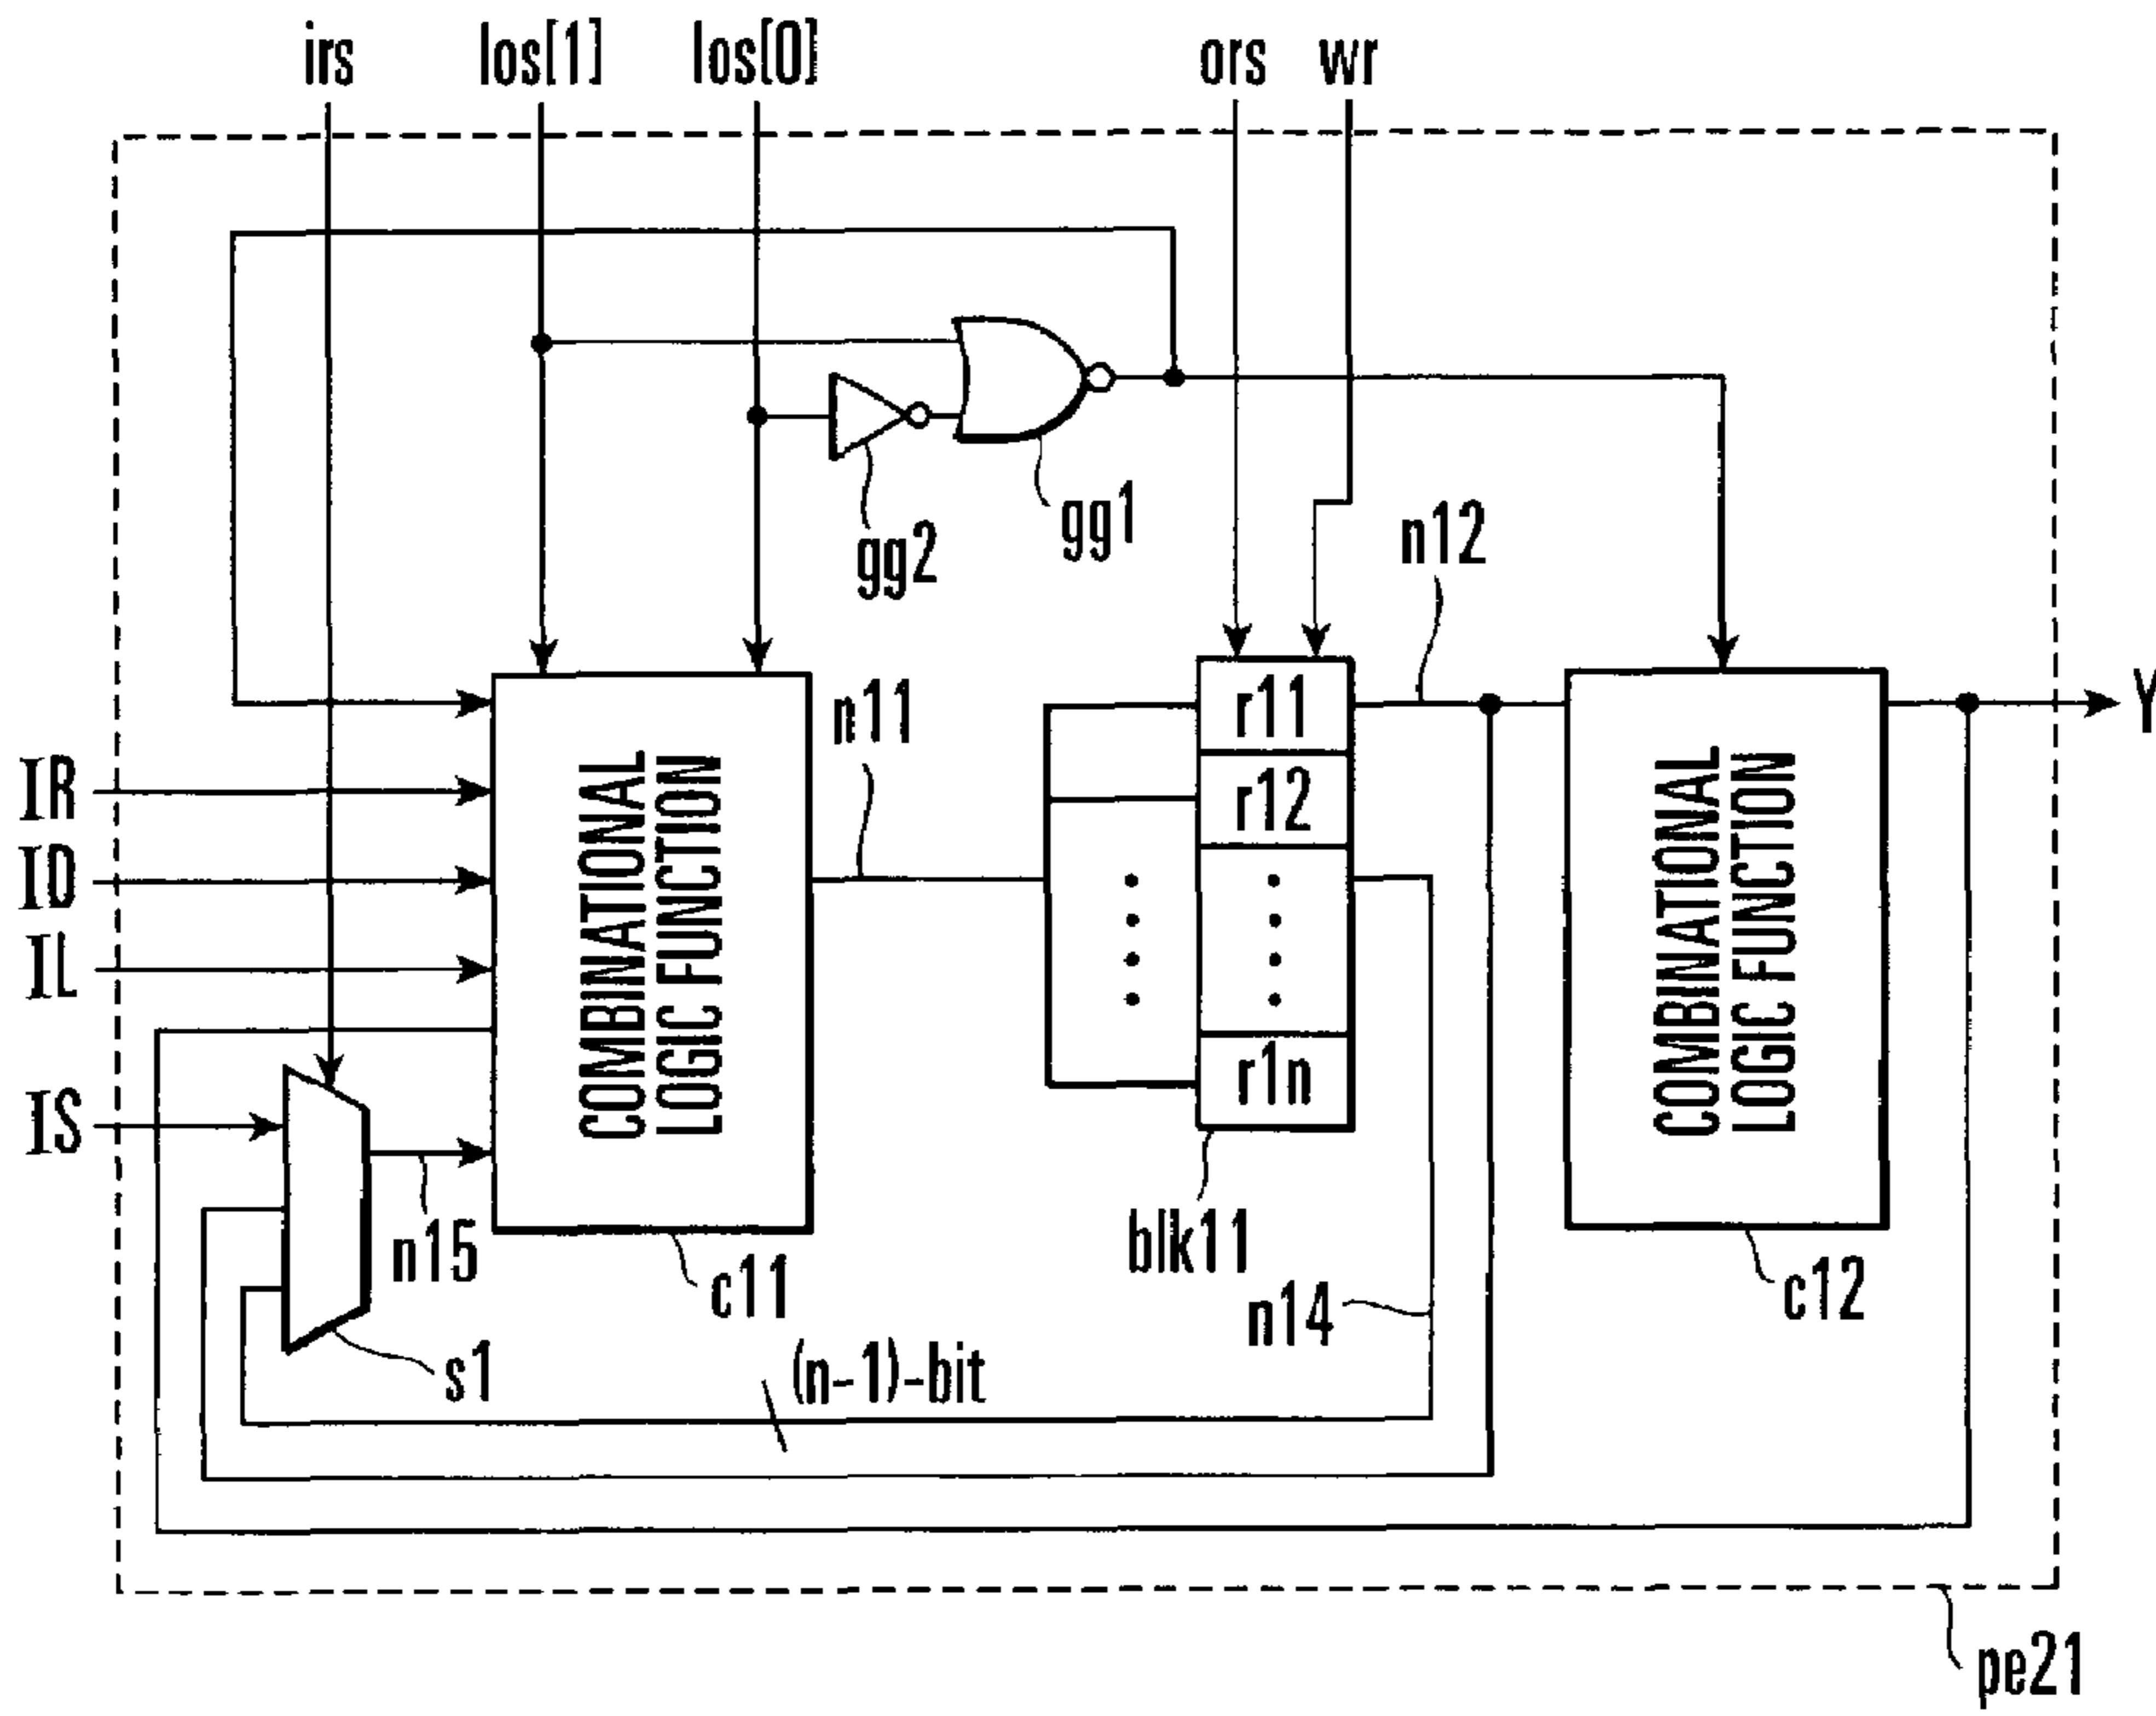 irs los[1] los[0] ors wr
gg2
gg1
n12
n11
r11
r12
r1n
IR
ID
IL
IS
COMBINATIONAL
LOGIC FUNCTION
COMBINATIONAL
LOGIC FUNCTION
Y
n15
c11
blk11
n14
c12
s1
(n-1)-bit
pe21